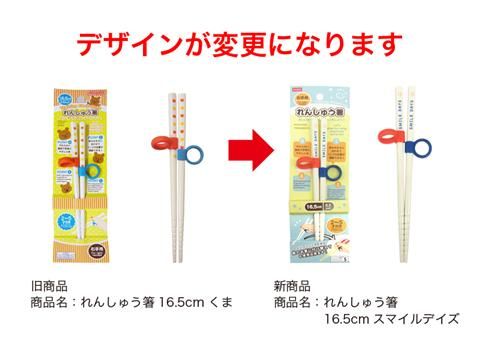 デザインが変更になります
れんしゅう箸
れんしゅう箸
16.5cm
SMILE DAYS
旧商品
商品名：れんしゅう箸 16.5cm くま
新商品
商品名：れんしゅう箸
16.5cm スマイルデイズ